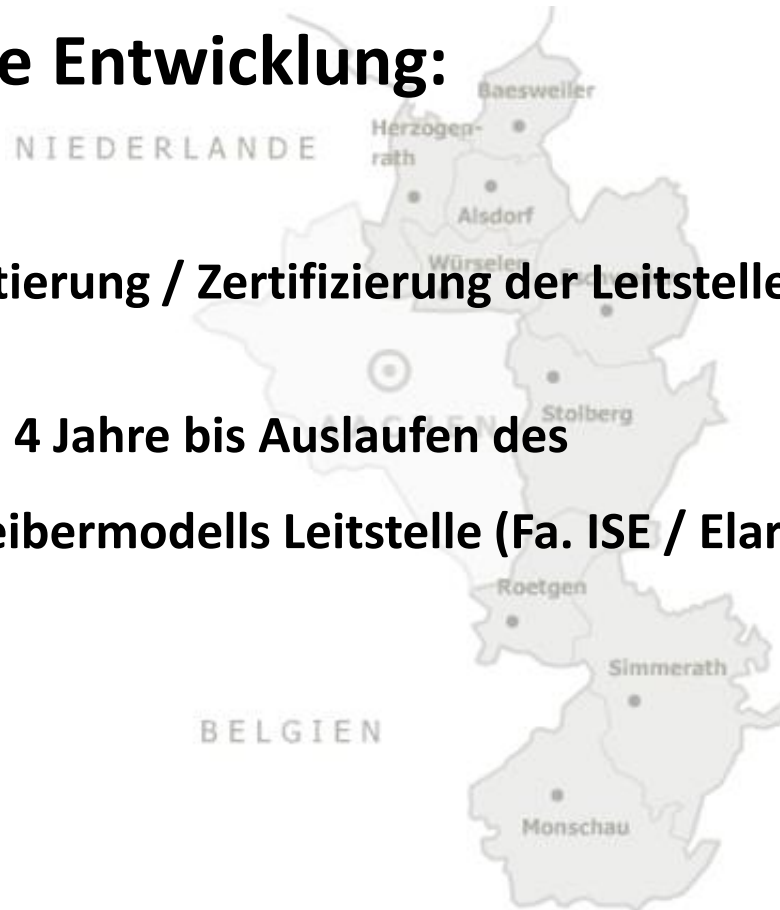 e Entwicklung:
Baesweiler
Herzogen-
rath
NIEDERLANDE
Alsdorf
Würselen
tierung / Zertifizierung der Leitstelle
Stolberg
4 Jahre bis Auslaufen des
eibermodells Leitstelle (Fa. ISE / Elar
Roetgen
Simmerath
BELGIEN
Monschau